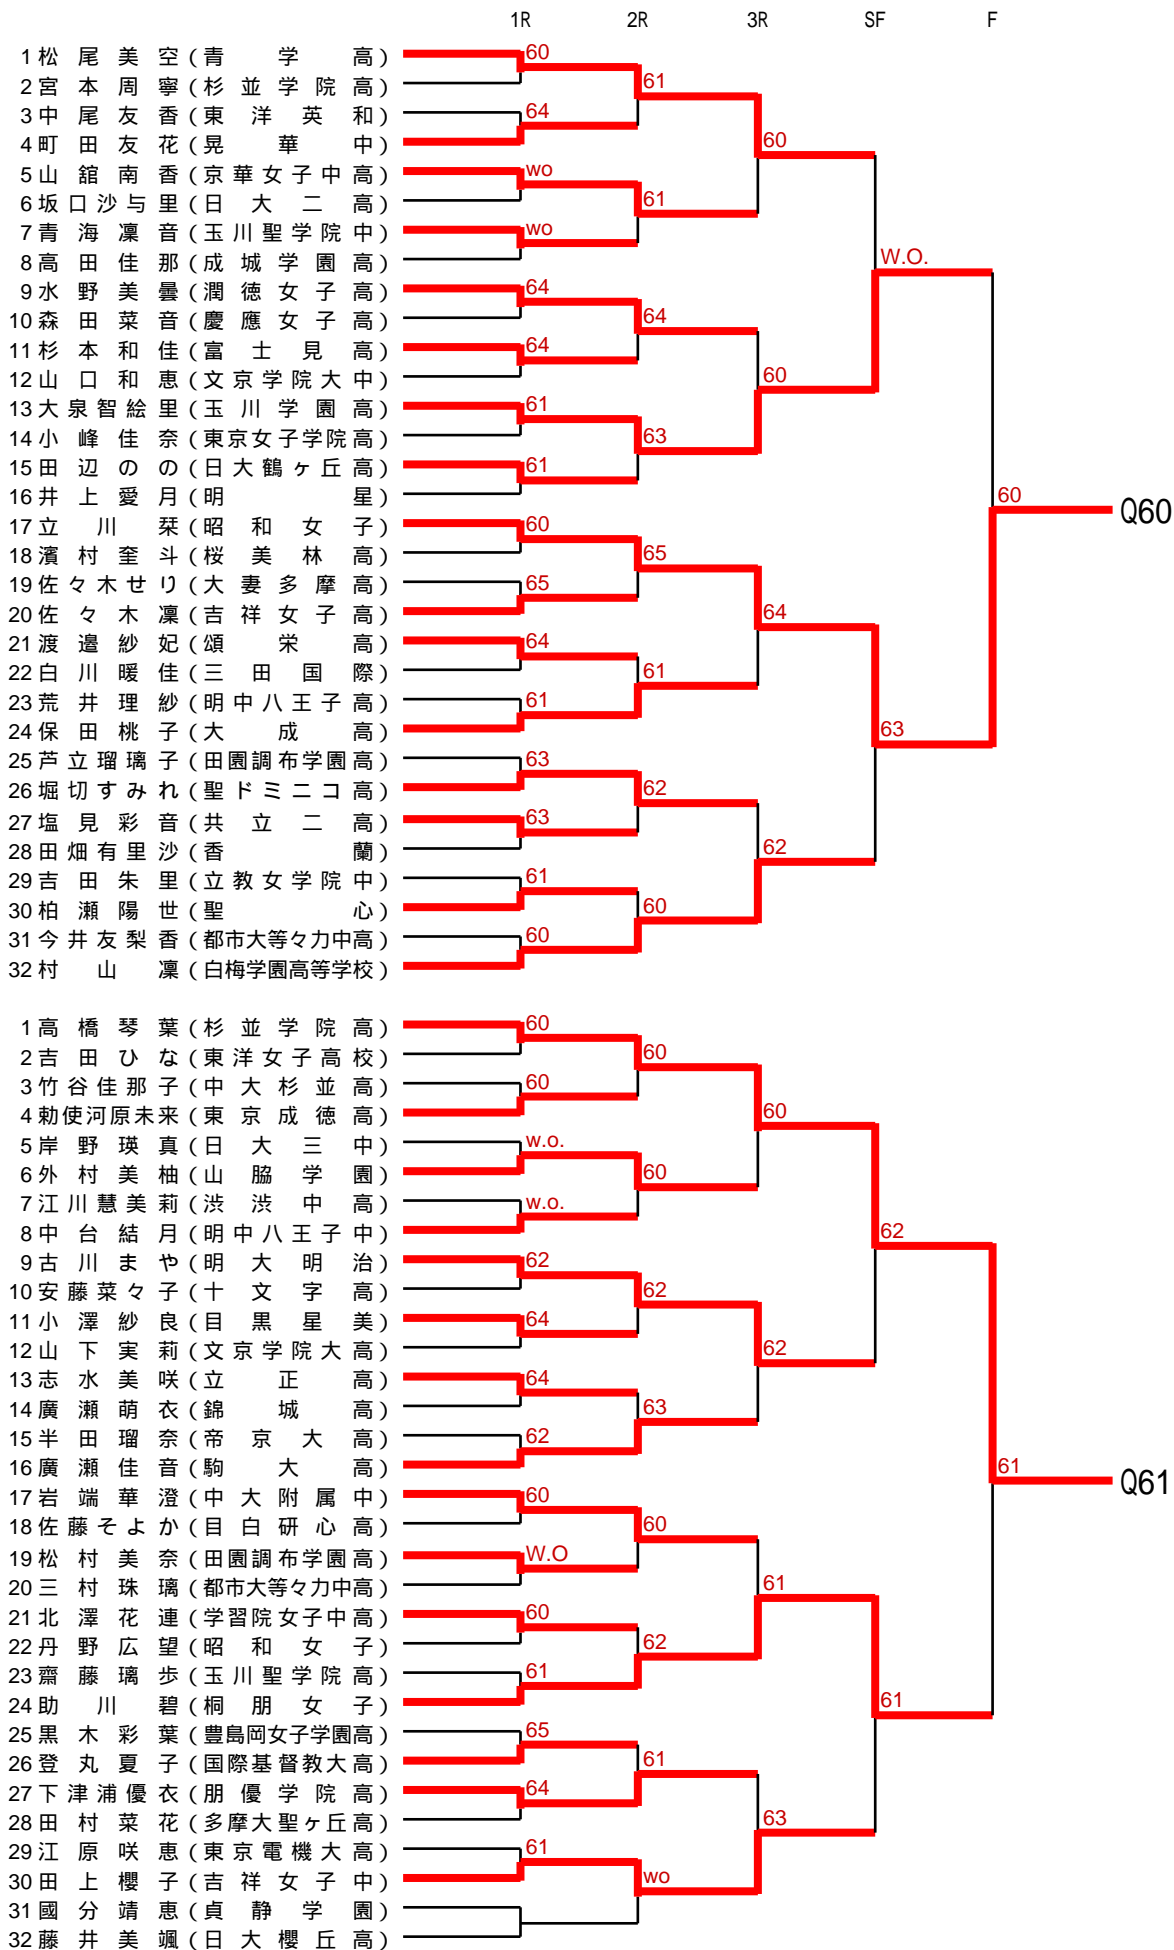 1R 2R 3R SF F
1 松尾美空 (青学高) 60
61
2 宮本周寧 (杉並学院高)
3 中尾友香 (東洋英和) 64
60
4 町田友花 (晃華中)
5 山舘南香 (京華女子中高) wo
61
6 坂口沙与里 (日大二高)
7 青海凜音 (玉川聖学院中) wo
W.O.
8 高田佳那 (成城学園高)
9 水野美曇 (潤徳女子高) 64
64
10 森田菜音 (慶應女子高)
11 杉本和佳 (富士見高) 64
60
12 山口和恵 (文京学院大中)
13 大泉智絵里 (玉川学園高) 61
63
14 小峰佳奈 (東京女子学院高)
15 田辺のの (日大鶴ヶ丘高) 61
16 井上愛月 (明星)
60 Q60
17 立川栞 (昭和女子) 60
65
18 濱村奎斗 (桜美林高)
19 佐々木せり (大妻多摩高) 65
64
20 佐々木凜 (吉祥女子高)
21 渡邉紗妃 (頌栄高) 64
61
22 白川暖佳 (三田国際)
23 荒井理紗 (明中八王子高) 61
63
24 保田桃子 (大成高)
25 芦立瑠璃子 (田園調布学園高) 63
62
26 堀切すみれ (聖ドミニコ高)
27 塩見彩音 (共立二高) 63
62
28 田畑有里沙 (香蘭)
29 吉田朱里 (立教女学院中) 61
60
30 柏瀬陽世 (聖心)
31 今井友梨香 (都市大等々力中高) 60
32 村山凜 (白梅学園高等学校)
1 高橋琴葉 (杉並学院高) 60
60
2 吉田ひな (東洋女子高校)
3 竹谷佳那子 (中大杉並高) 60
60
4 勅使河原未来 (東京成徳高)
5 岸野瑛真 (日大三中) w.o.
60
6 外村美柚 (山脇学園)
7 江川慧美莉 (渋渋中高) w.o.
62
8 中台結月 (明中八王子中)
9 古川まや (明大明治) 62
62
10 安藤菜々子 (十文字高)
11 小澤紗良 (目黒星美) 64
62
12 山下実莉 (文京学院大高)
13 志水美咲 (立正高) 64
63
14 廣瀬萌衣 (錦城高)
15 半田瑠奈 (帝京大高) 62
16 廣瀬佳音 (駒大高)
61 Q61
17 岩端華澄 (中大附属中) 60
60
18 佐藤そよか (目白研心高)
19 松村美奈 (田園調布学園高) W.O
61
20 三村珠璃 (都市大等々力中高)
21 北澤花連 (学習院女子中高) 60
62
22 丹野広望 (昭和女子)
23 齋藤璃歩 (玉川聖学院高) 61
61
24 助川碧 (桐朋女子)
25 黒木彩葉 (豊島岡女子学園高) 65
61
26 登丸夏子 (国際基督教大高)
27 下津浦優衣 (朋優学院高) 64
63
28 田村菜花 (多摩大聖ヶ丘高)
29 江原咲恵 (東京電機大高) 61
wo
30 田上櫻子 (吉祥女子中)
31 國分靖恵 (貞静学園)
32 藤井美颯 (日大櫻丘高)